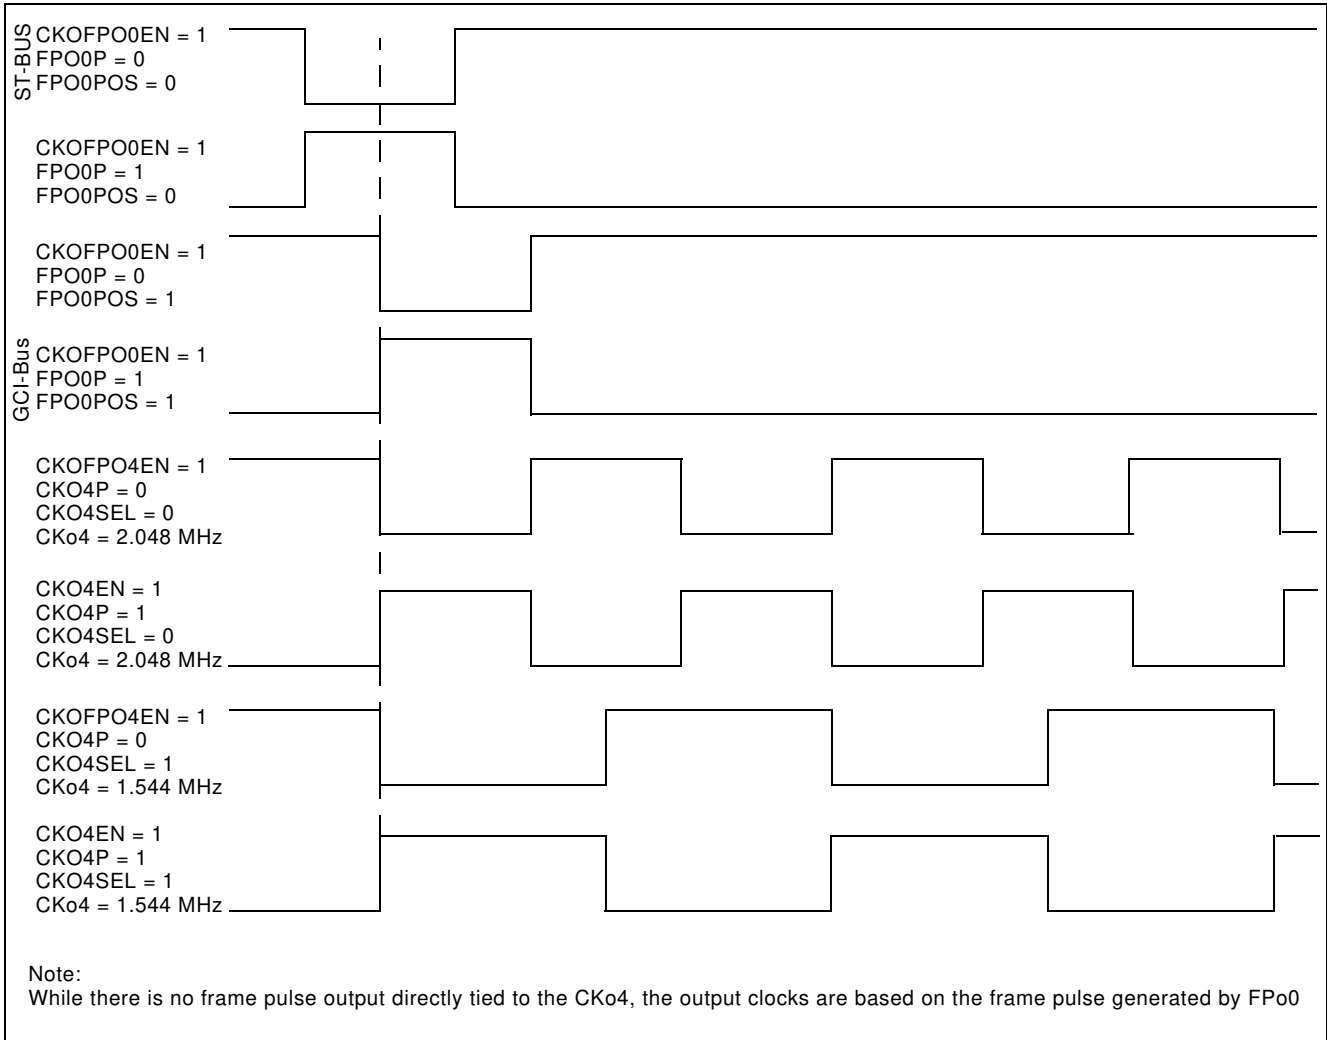 ST-BUS
CKOFPO0EN = 1
FPO0P = 0
FPO0POS = 0
CKOFPO0EN = 1
FPO0P = 1
FPO0POS = 0
CKOFPO0EN = 1
FPO0P = 0
FPO0POS = 1
GCI-Bus
CKOFPO0EN = 1
FPO0P = 1
FPO0POS = 1
CKOFPO4EN = 1
CKO4P = 0
CKO4SEL = 0
CKo4 = 2.048 MHz
CKO4EN = 1
CKO4P = 1
CKO4SEL = 0
CKo4 = 2.048 MHz
CKOFPO4EN = 1
CKO4P = 0
CKO4SEL = 1
CKo4 = 1.544 MHz
CKO4EN = 1
CKO4P = 1
CKO4SEL = 1
CKo4 = 1.544 MHz
Note:
While there is no frame pulse output directly tied to the CKo4, the output clocks are based on the frame pulse generated by FPo0